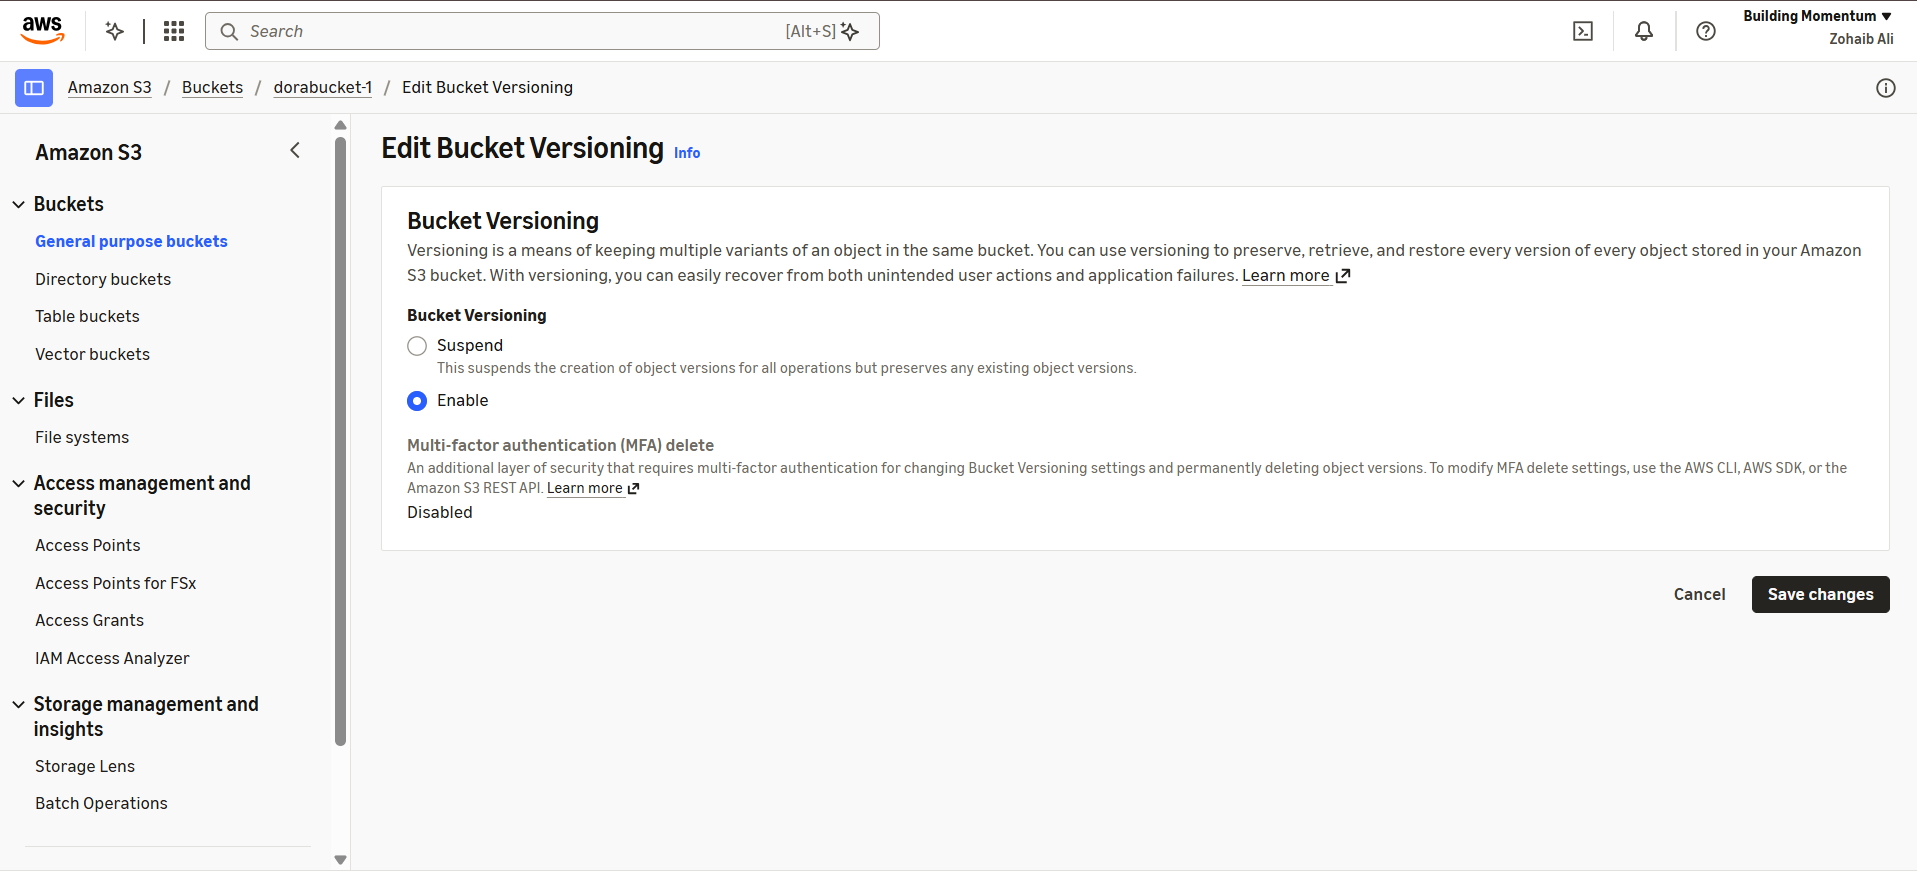 aws
Search
[Alt+S]
Building Momentum
Zohaib Ali
Amazon S3 / Buckets / dorabucket-1 / Edit Bucket Versioning
Amazon S3
Buckets
General purpose buckets
Directory buckets
Table buckets
Vector buckets
Files
File systems
Access management and
security
Access Points
Access Points for FSx
Access Grants
IAM Access Analyzer
Storage management and
insights
Storage Lens
Batch Operations
Edit Bucket Versioning Info
Bucket Versioning
Versioning is a means of keeping multiple variants of an object in the same bucket. You can use versioning to preserve, retrieve, and restore every version of every object stored in your Amazon
S3 bucket. With versioning, you can easily recover from both unintended user actions and application failures. Learn more
Bucket Versioning
Suspend
This suspends the creation of object versions for all operations but preserves any existing object versions.
Enable
Multi-factor authentication (MFA) delete
An additional layer of security that requires multi-factor authentication for changing Bucket Versioning settings and permanently deleting object versions. To modify MFA delete settings, use the AWS CLI, AWS SDK, or the
Amazon S3 REST API. Learn more
Disabled
Cancel
Save changes